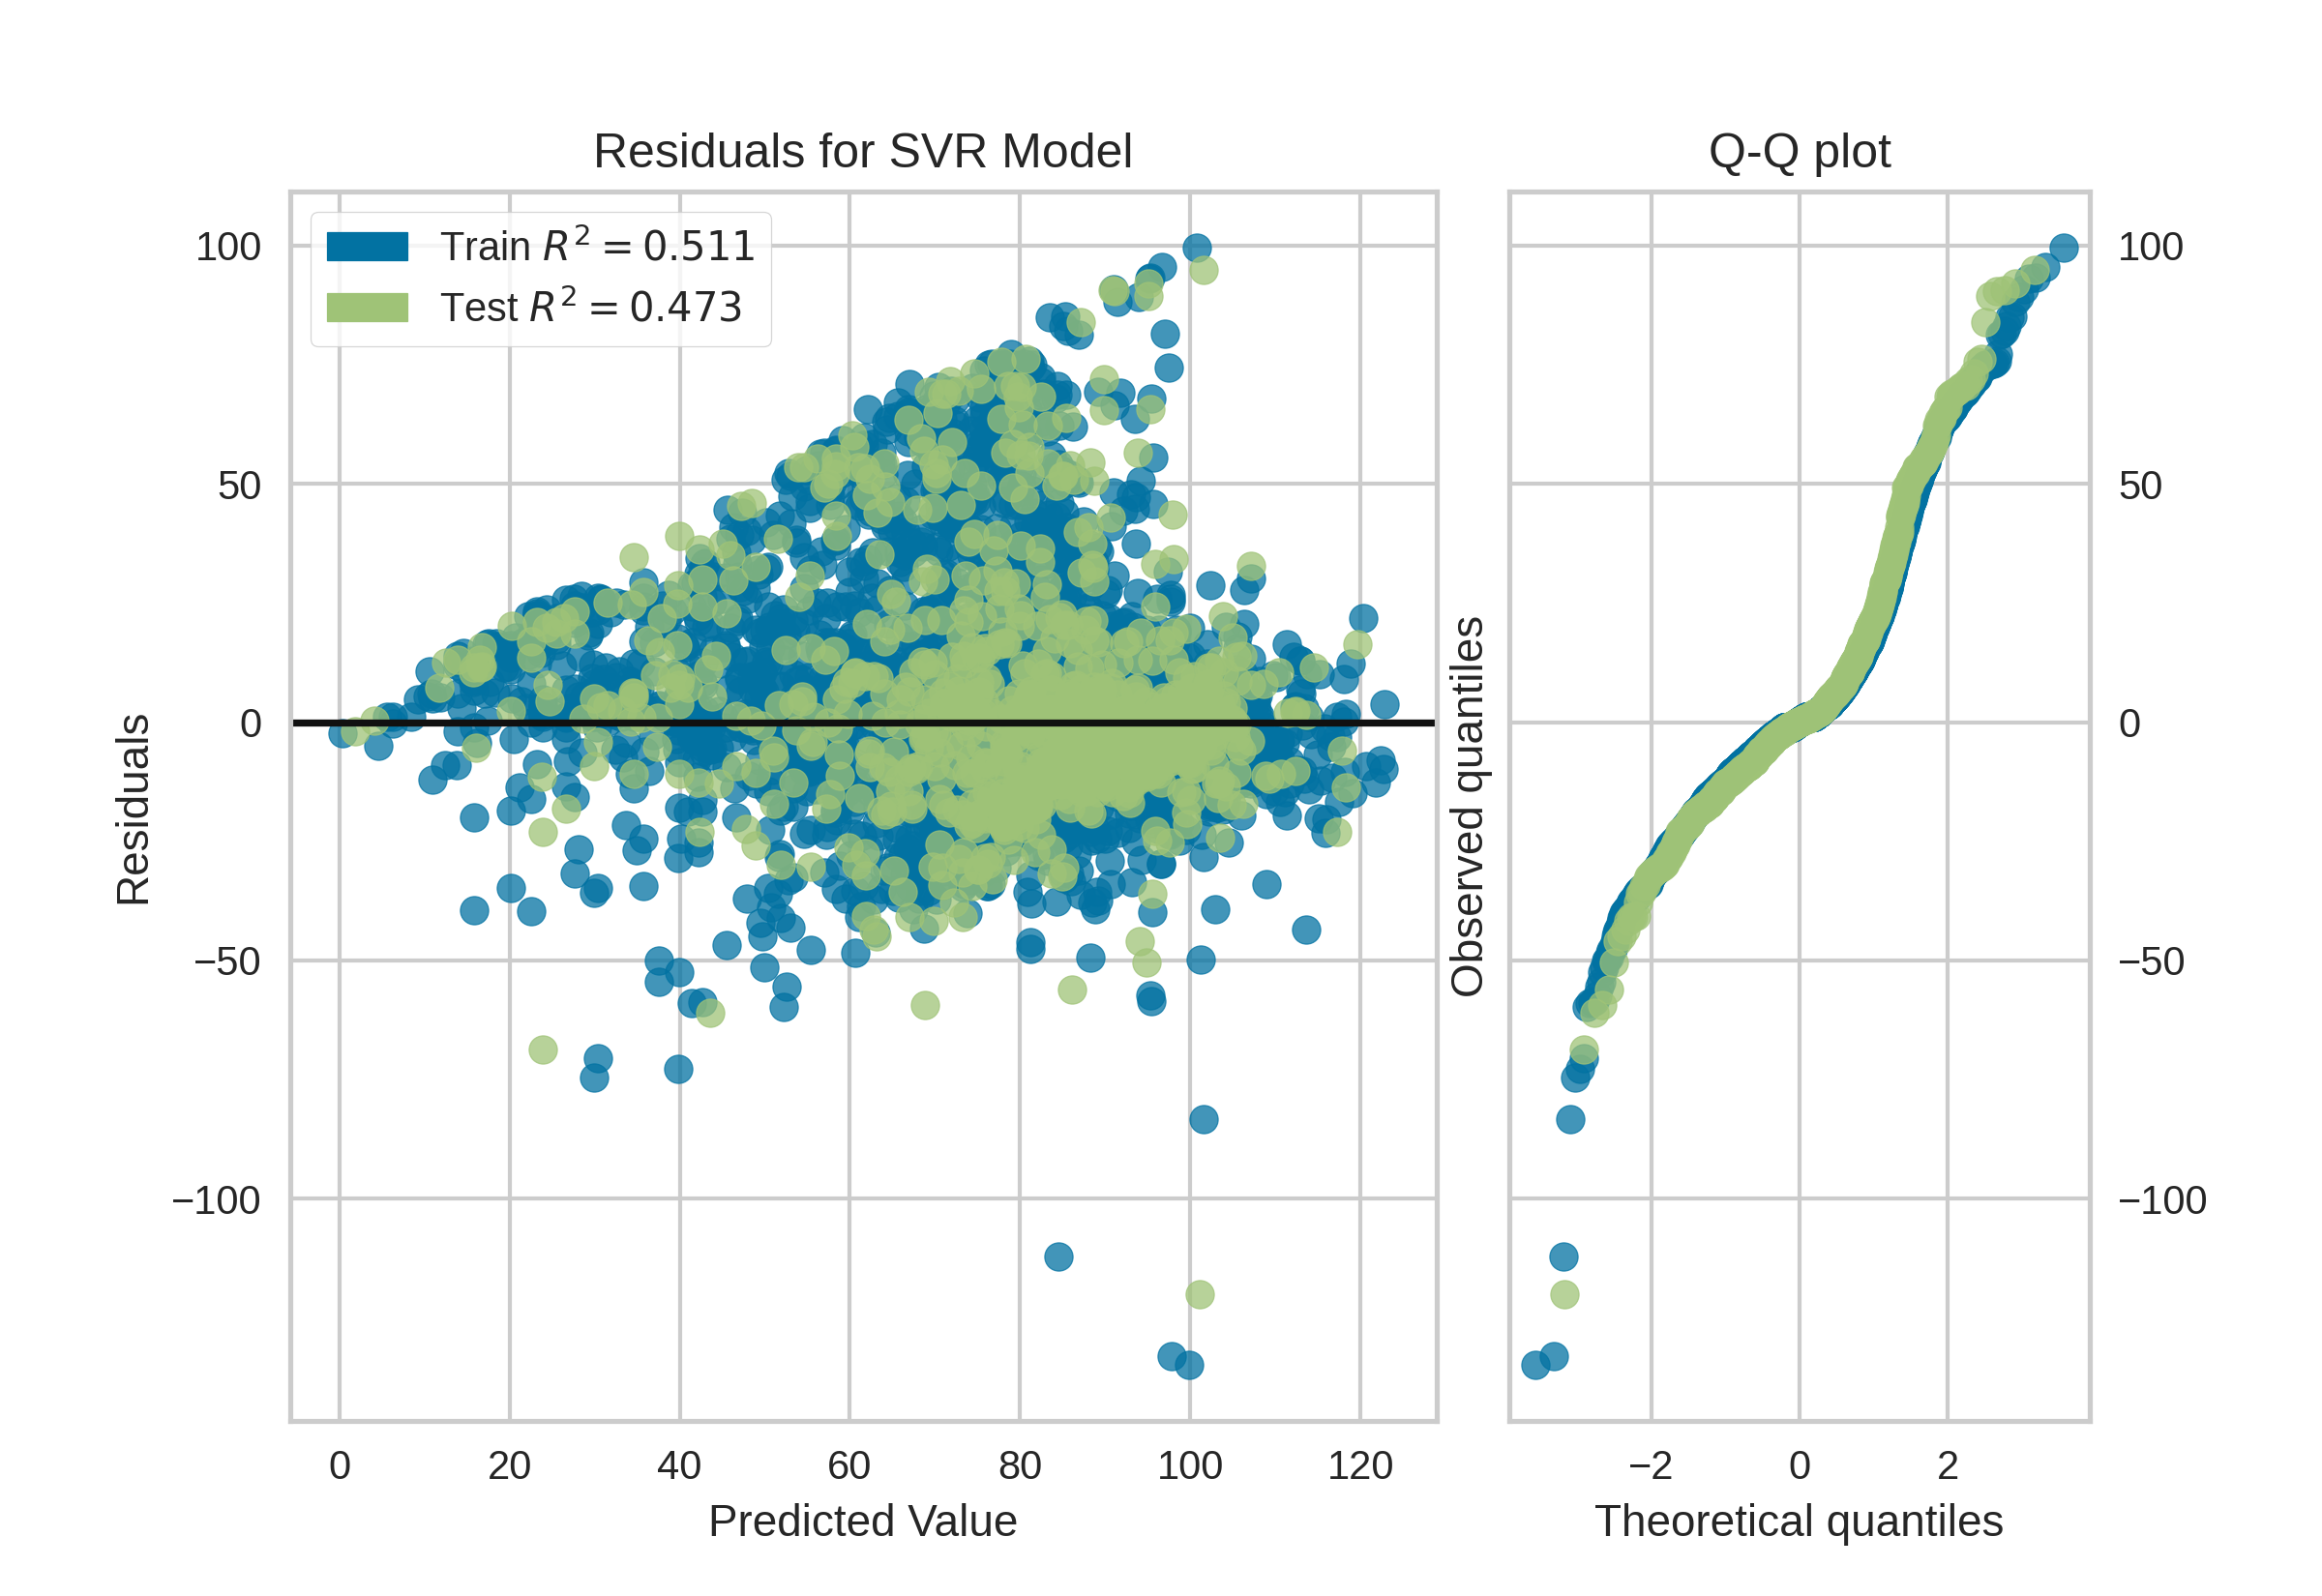 Residuals for SVR Model
Train R² = 0.511
Test R² = 0.473
100
50
0
−50
−100
Residuals
0 20 40 60 80 100 120
Predicted Value
Q-Q plot
Observed quantiles
100
50
0
−50
−100
−2 0 2
Theoretical quantiles